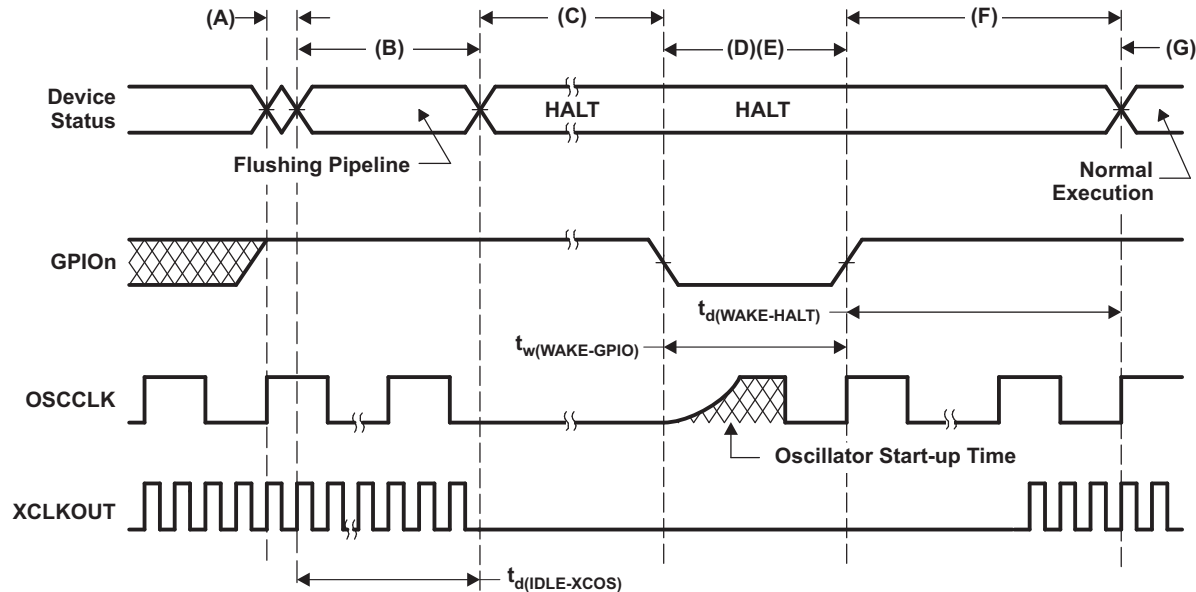 (A)
(C)
(F)
(B)
(D)(E)
(G)
Device
Status
HALT
HALT
Flushing Pipeline
Normal
Execution
GPIOn
td(WAKE-HALT)
tw(WAKE-GPIO)
OSCCLK
Oscillator Start-up Time
XCLKOUT
td(IDLE-XCOS)